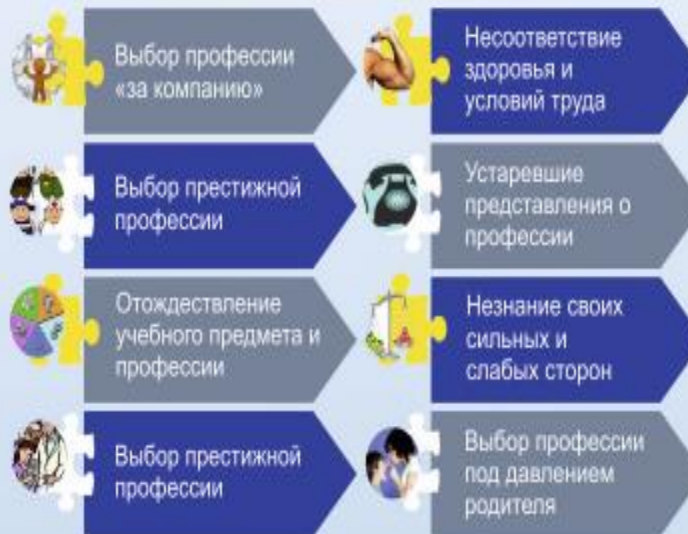 Выбор профессии
«за компанию»
Несоответствие
здоровья и
условий труда
Выбор престижной
профессии
Устаревшие
представления о
профессии
Отождествление
учебного предмета и
профессии
Незнание своих
сильных и
слабых сторон
Выбор престижной
профессии
Выбор профессии
под давлением
родителя